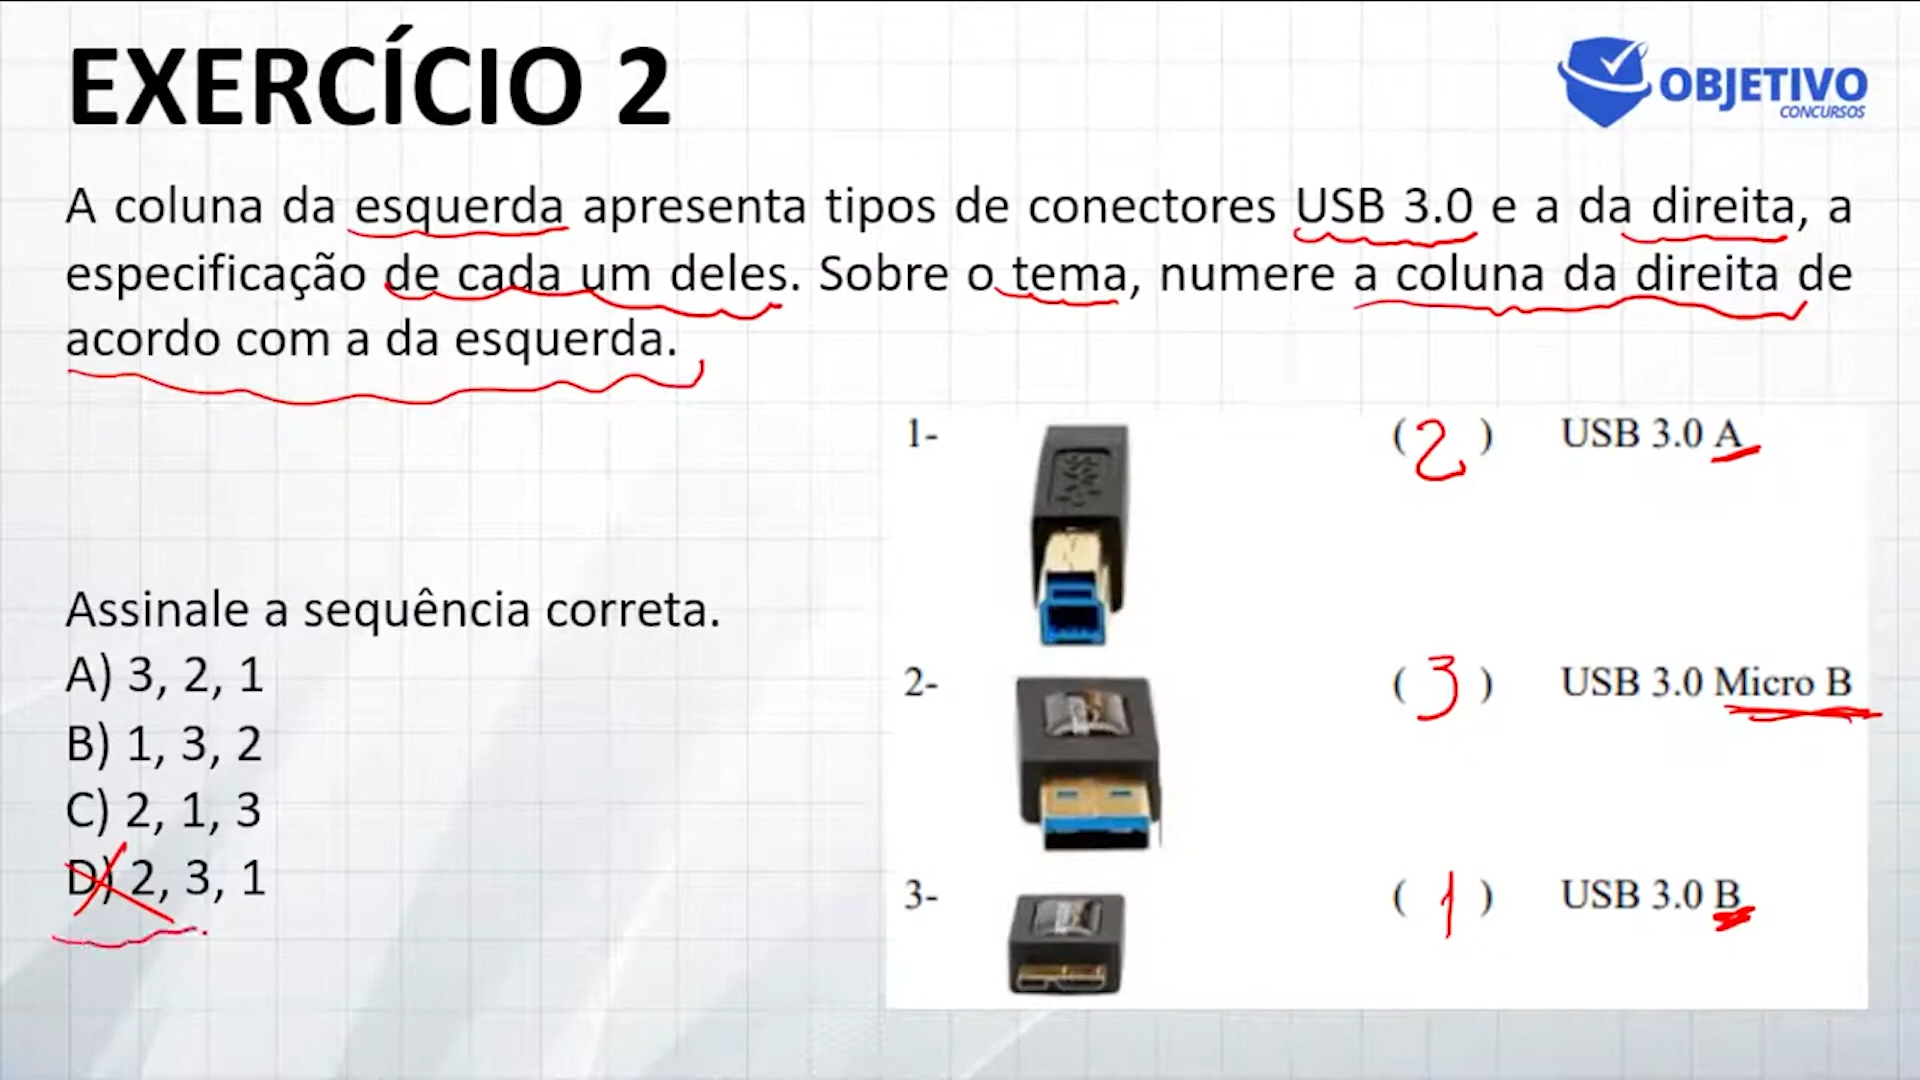 EXERCÍCIO 2
OBJETIVO
CONCURSOS
A coluna da esquerda apresenta tipos de conectores USB 3.0 e a da direita, a
especificação de cada um deles. Sobre o tema, numere a coluna da direita de
acordo com a da esquerda.
1-
( 2 ) USB 3.0 A
Assinale a sequência correta.
A) 3, 2, 1
B) 1, 3, 2
C) 2, 1, 3
D) 2, 3, 1
2-
( 3 ) USB 3.0 Micro B
3-
( 1 ) USB 3.0 B